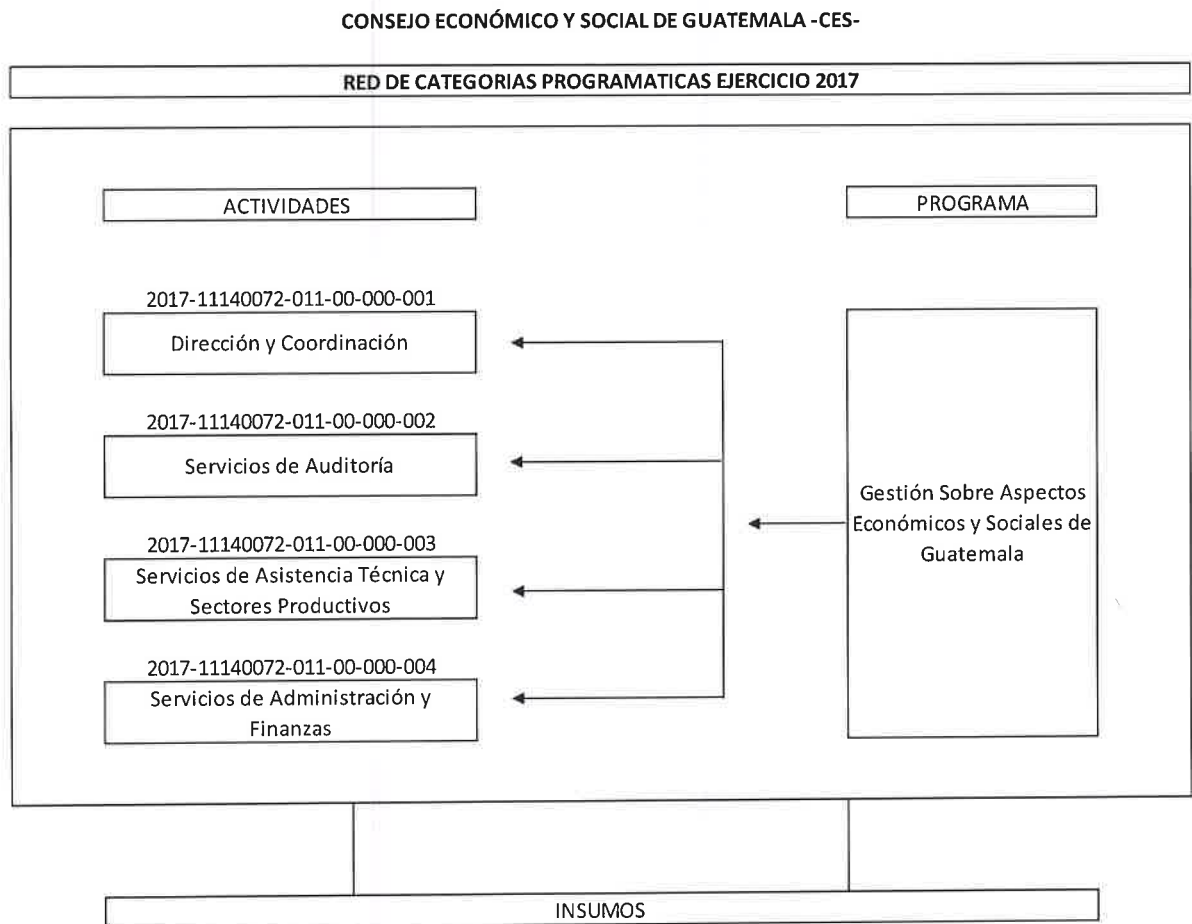 CONSEJO ECONÓMICO Y SOCIAL DE GUATEMALA -CES-
RED DE CATEGORIAS PROGRAMATICAS EJERCICIO 2017
ACTIVIDADES
PROGRAMA
2017-11140072-011-00-000-001
Dirección y Coordinación
2017-11140072-011-00-000-002
Servicios de Auditoría
2017-11140072-011-00-000-003
Servicios de Asistencia Técnica y
Sectores Productivos
2017-11140072-011-00-000-004
Servicios de Administración y
Finanzas
Gestión Sobre Aspectos
Económicos y Sociales de
Guatemala
INSUMOS